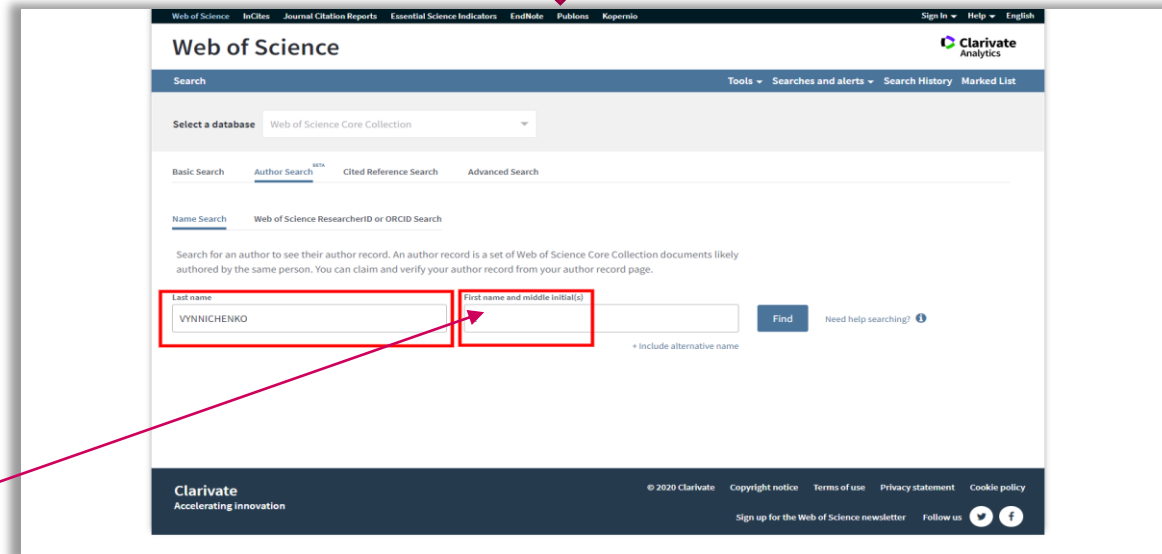 Web of Science InCites Journal Citation Reports Essential Science Indicators EndNote Publons Kopernio Sign In Help English
Web of Science
Clarivate
Analytics
Search Tools Searches and alerts Search History Marked List
Select a database Web of Science Core Collection
Basic Search Author Search BETA Cited Reference Search Advanced Search
Name Search Web of Science ResearcherID or ORCID Search
Search for an author to see their author record. An author record is a set of Web of Science Core Collection documents likely
authored by the same person. You can claim and verify your author record from your author record page.
Last name First name and middle initial(s)
VYNNICHENKO Find Need help searching?
+ Include alternative name
Clarivate
Accelerating innovation
© 2020 Clarivate Copyright notice Terms of use Privacy statement Cookie policy
Sign up for the Web of Science newsletter Follow us